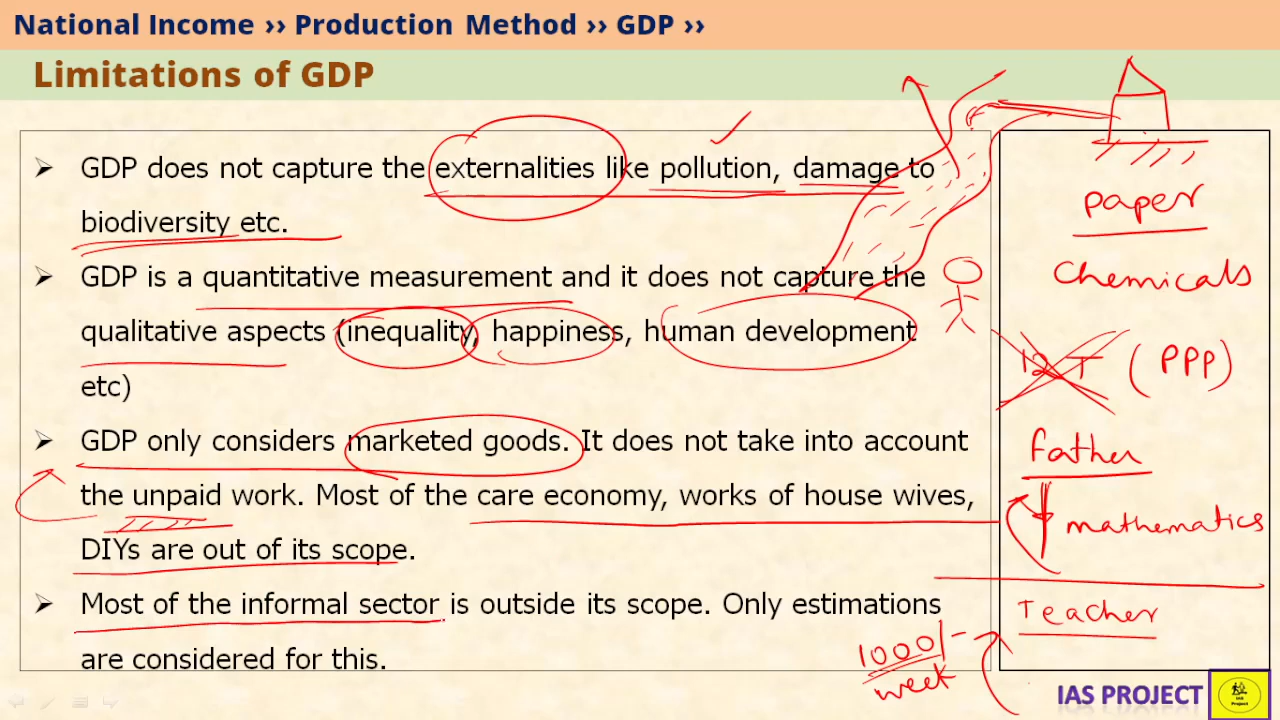 National Income ›› Production Method ›› GDP ››
Limitations of GDP
GDP does not capture the externalities like pollution, damage to
biodiversity etc.
GDP is a quantitative measurement and it does not capture the
qualitative aspects (inequality, happiness, human development
etc)
GDP only considers marketed goods. It does not take into account
the unpaid work. Most of the care economy, works of house wives,
DIYs are out of its scope.
Most of the informal sector is outside its scope. Only estimations
are considered for this.
paper
Chemicals
12 T (PPP)
father
mathematics
Teacher
1000/-
week
IAS PROJECT
IAS
Project